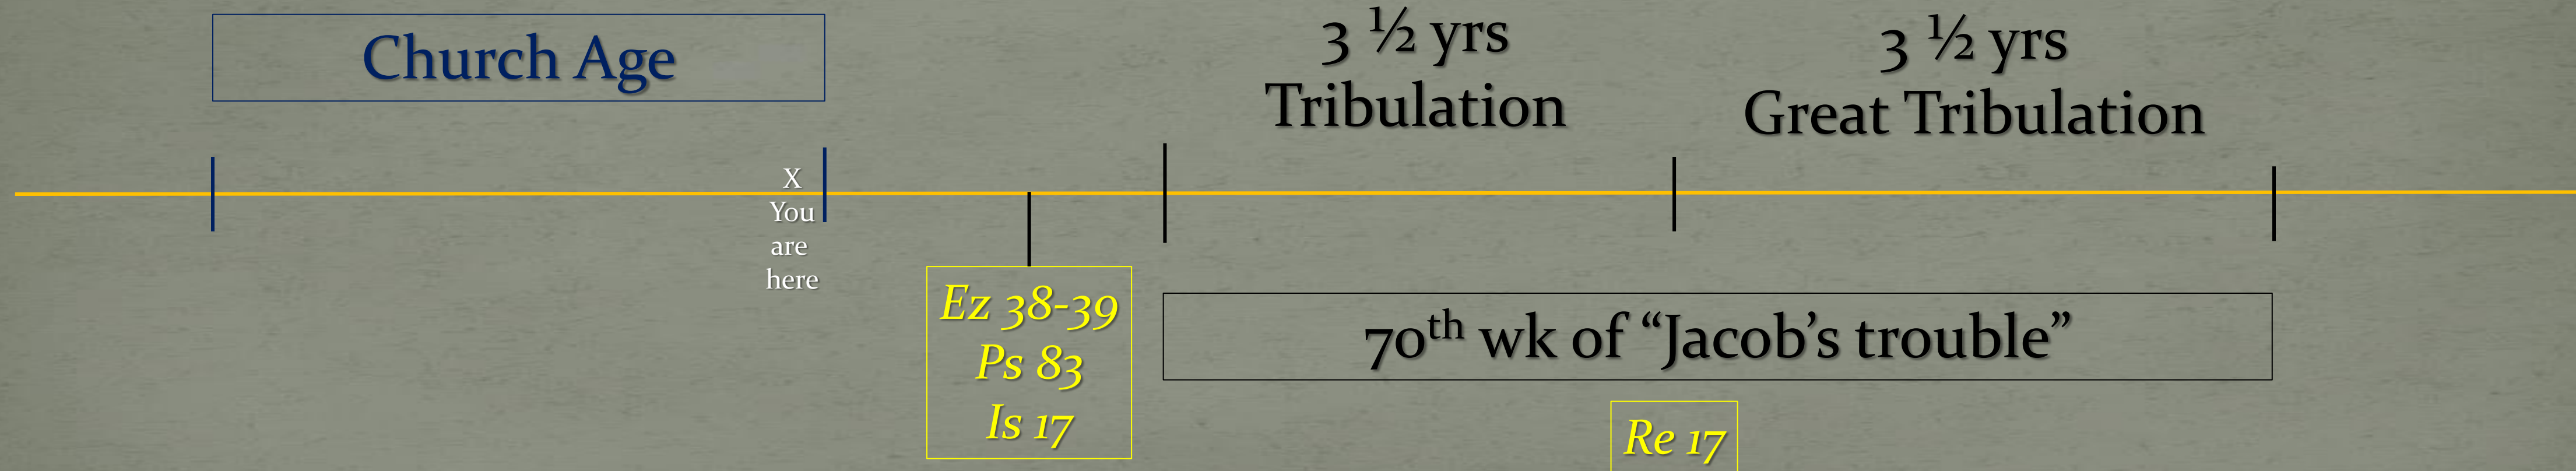 Church Age
3 ½ yrs
Tribulation
3 ½ yrs
Great Tribulation
X
You
are
here
Ez 38-39
Ps 83
Is 17
70th wk of “Jacob’s trouble”
Re 17